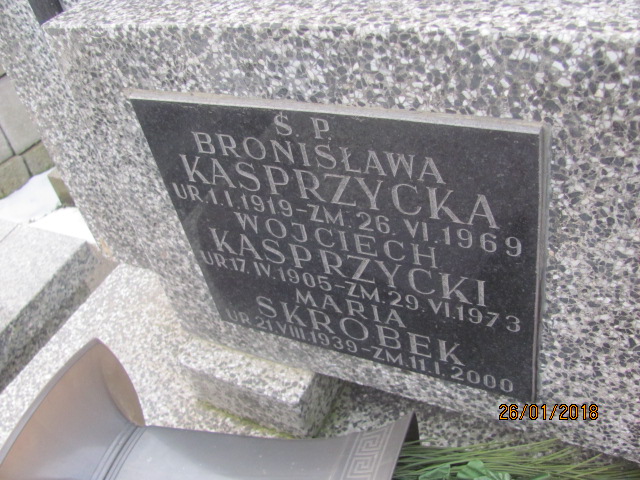 Ś. P.
BRONISŁAWA
KASPRZYCKA
UR.1.I.1919-ZM.26.VI.1969
WOJCIECH
KASPRZYCKI
UR.17.IV.1905-ZM.29.VI.1973
MARIA
SKROBEK
UR.21.VIII.1939-ZM.11.I.2000
26/01/2018